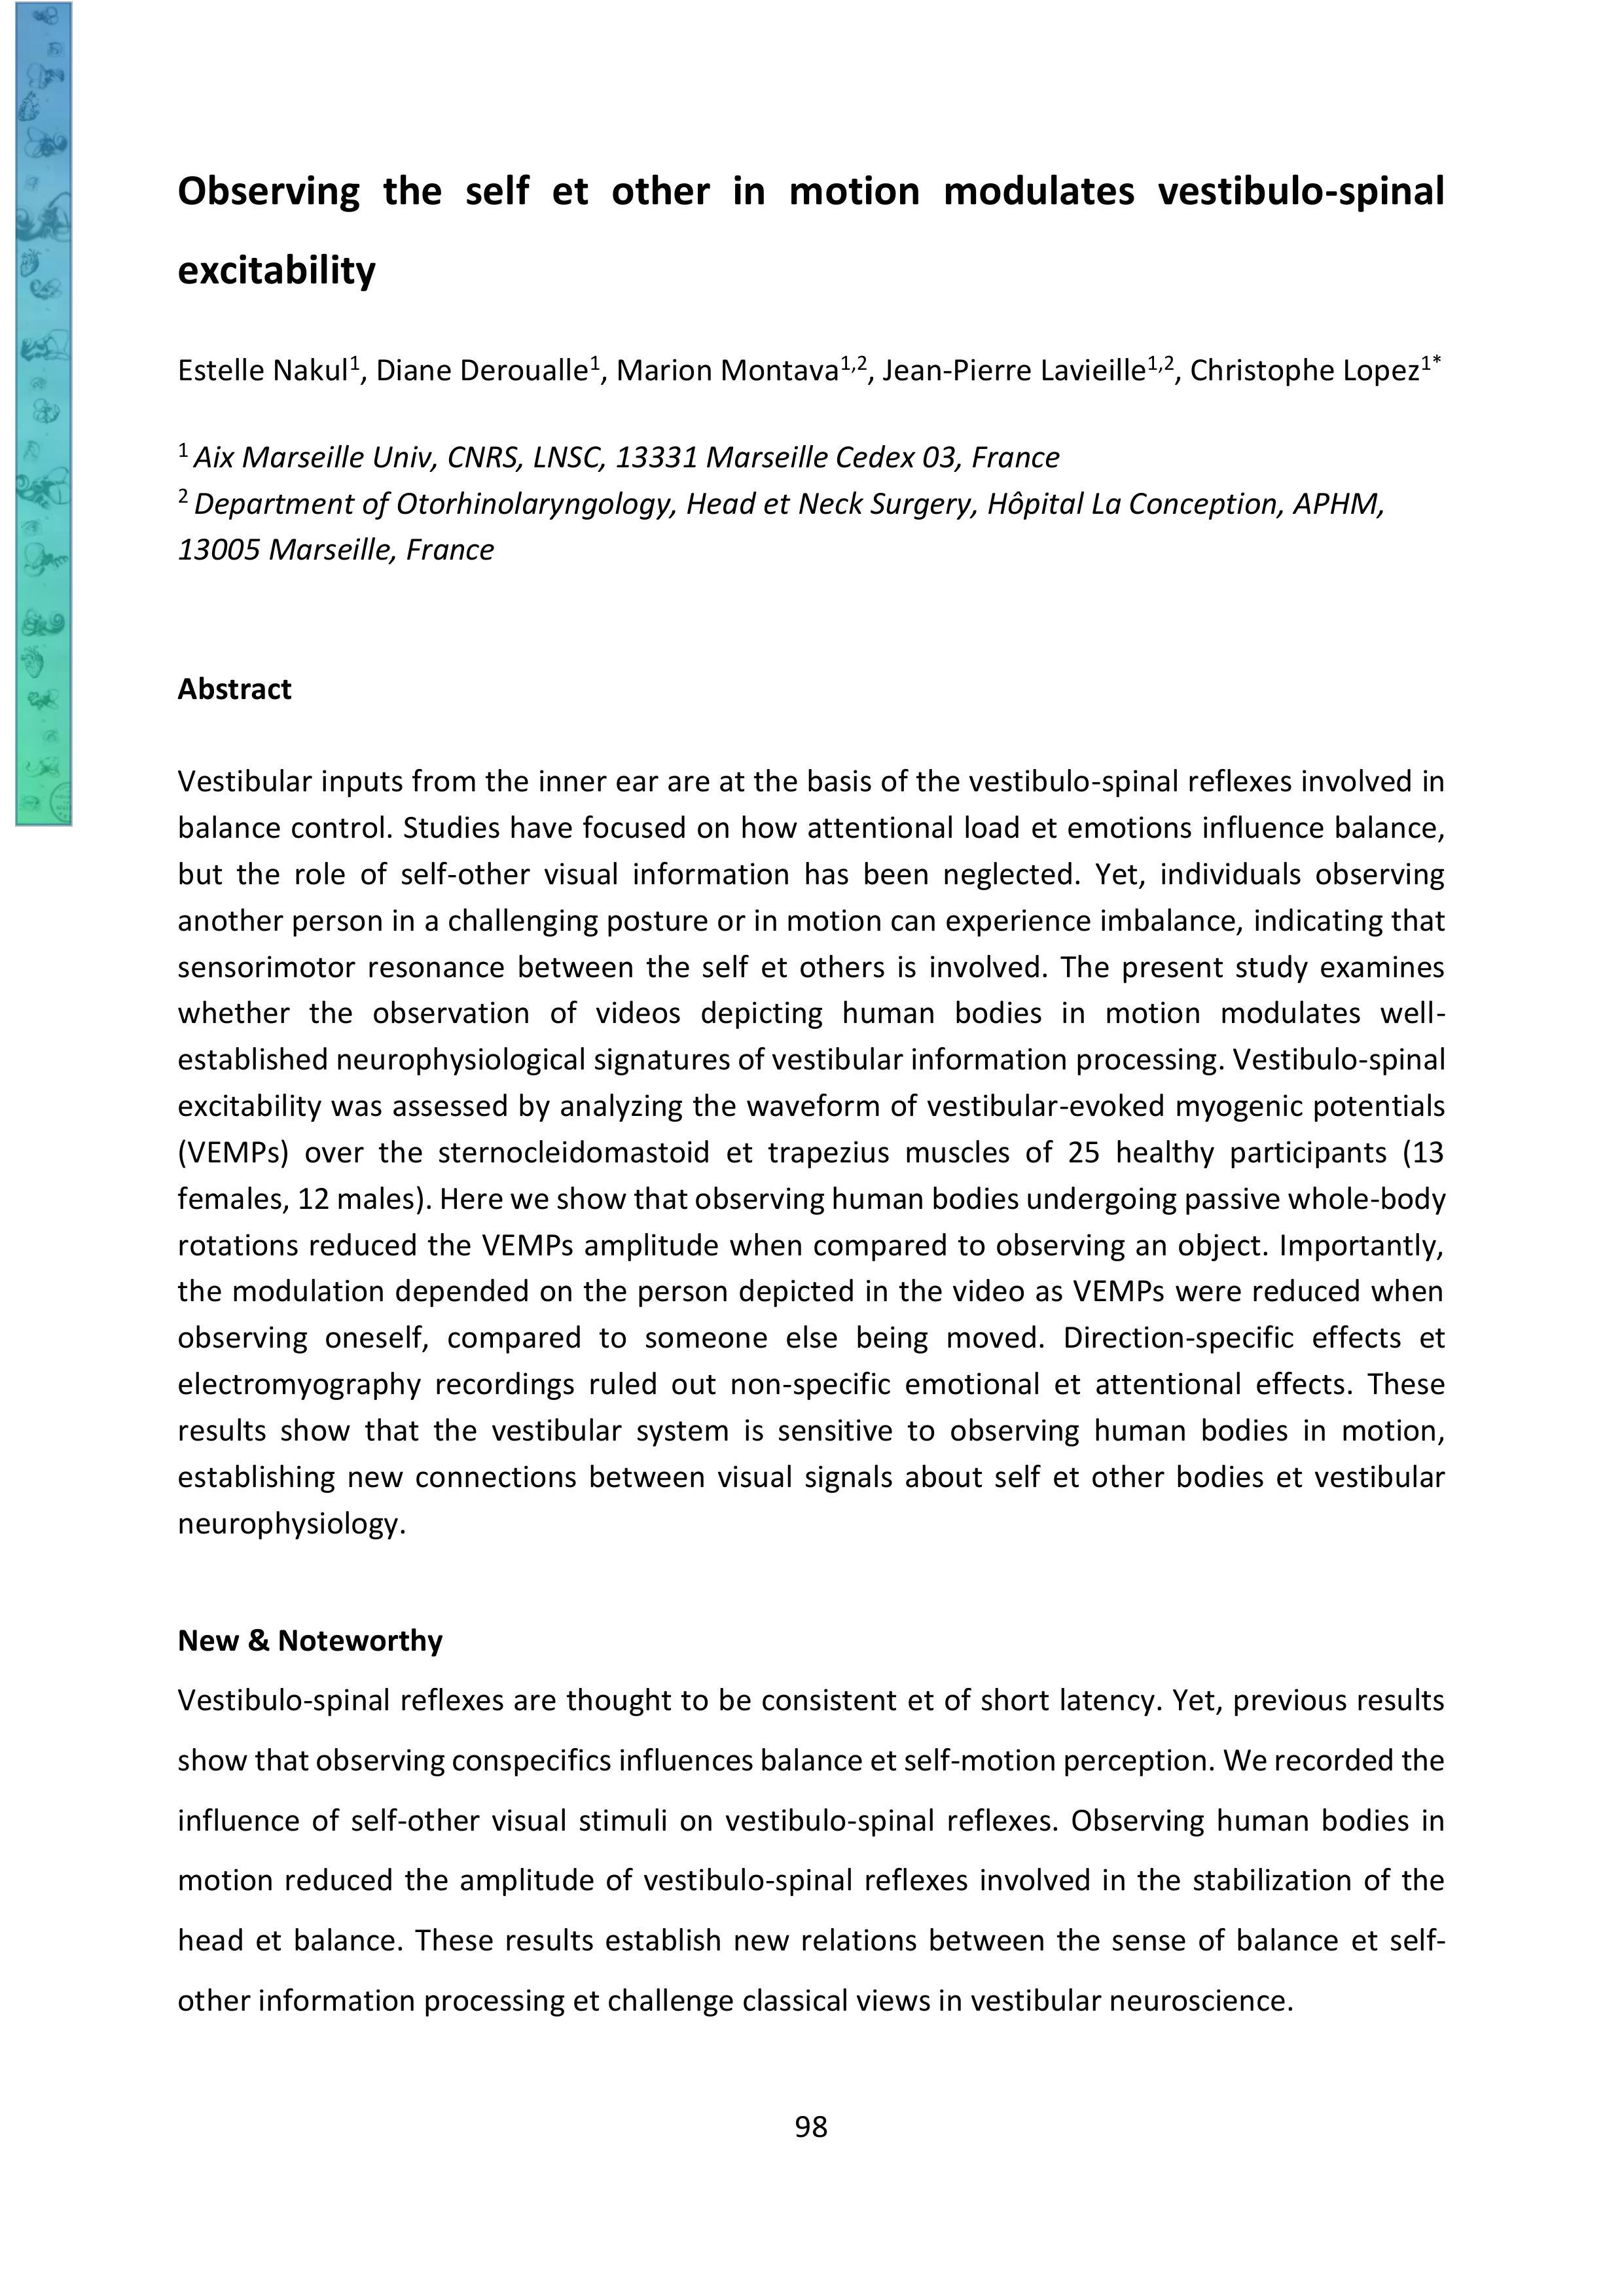 Observing the self et other in motion modulates vestibulo-spinal
excitability
Estelle Nakul1, Diane Deroualle1, Marion Montava1,2, Jean-Pierre Lavieille1,2, Christophe Lopez1*
1 Aix Marseille Univ, CNRS, LNSC, 13331 Marseille Cedex 03, France
2 Department of Otorhinolaryngology, Head et Neck Surgery, Hôpital La Conception, APHM,
13005 Marseille, France
Abstract
Vestibular inputs from the inner ear are at the basis of the vestibulo-spinal reflexes involved in
balance control. Studies have focused on how attentional load et emotions influence balance,
but the role of self-other visual information has been neglected. Yet, individuals observing
another person in a challenging posture or in motion can experience imbalance, indicating that
sensorimotor resonance between the self et others is involved. The present study examines
whether the observation of videos depicting human bodies in motion modulates well-
established neurophysiological signatures of vestibular information processing. Vestibulo-spinal
excitability was assessed by analyzing the waveform of vestibular-evoked myogenic potentials
(VEMPs) over the sternocleidomastoid et trapezius muscles of 25 healthy participants (13
females, 12 males). Here we show that observing human bodies undergoing passive whole-body
rotations reduced the VEMPs amplitude when compared to observing an object. Importantly,
the modulation depended on the person depicted in the video as VEMPs were reduced when
observing oneself, compared to someone else being moved. Direction-specific effects et
electromyography recordings ruled out non-specific emotional et attentional effects. These
results show that the vestibular system is sensitive to observing human bodies in motion,
establishing new connections between visual signals about self et other bodies et vestibular
neurophysiology.
New & Noteworthy
Vestibulo-spinal reflexes are thought to be consistent et of short latency. Yet, previous results
show that observing conspecifics influences balance et self-motion perception. We recorded the
influence of self-other visual stimuli on vestibulo-spinal reflexes. Observing human bodies in
motion reduced the amplitude of vestibulo-spinal reflexes involved in the stabilization of the
head et balance. These results establish new relations between the sense of balance et self-
other information processing et challenge classical views in vestibular neuroscience.
98